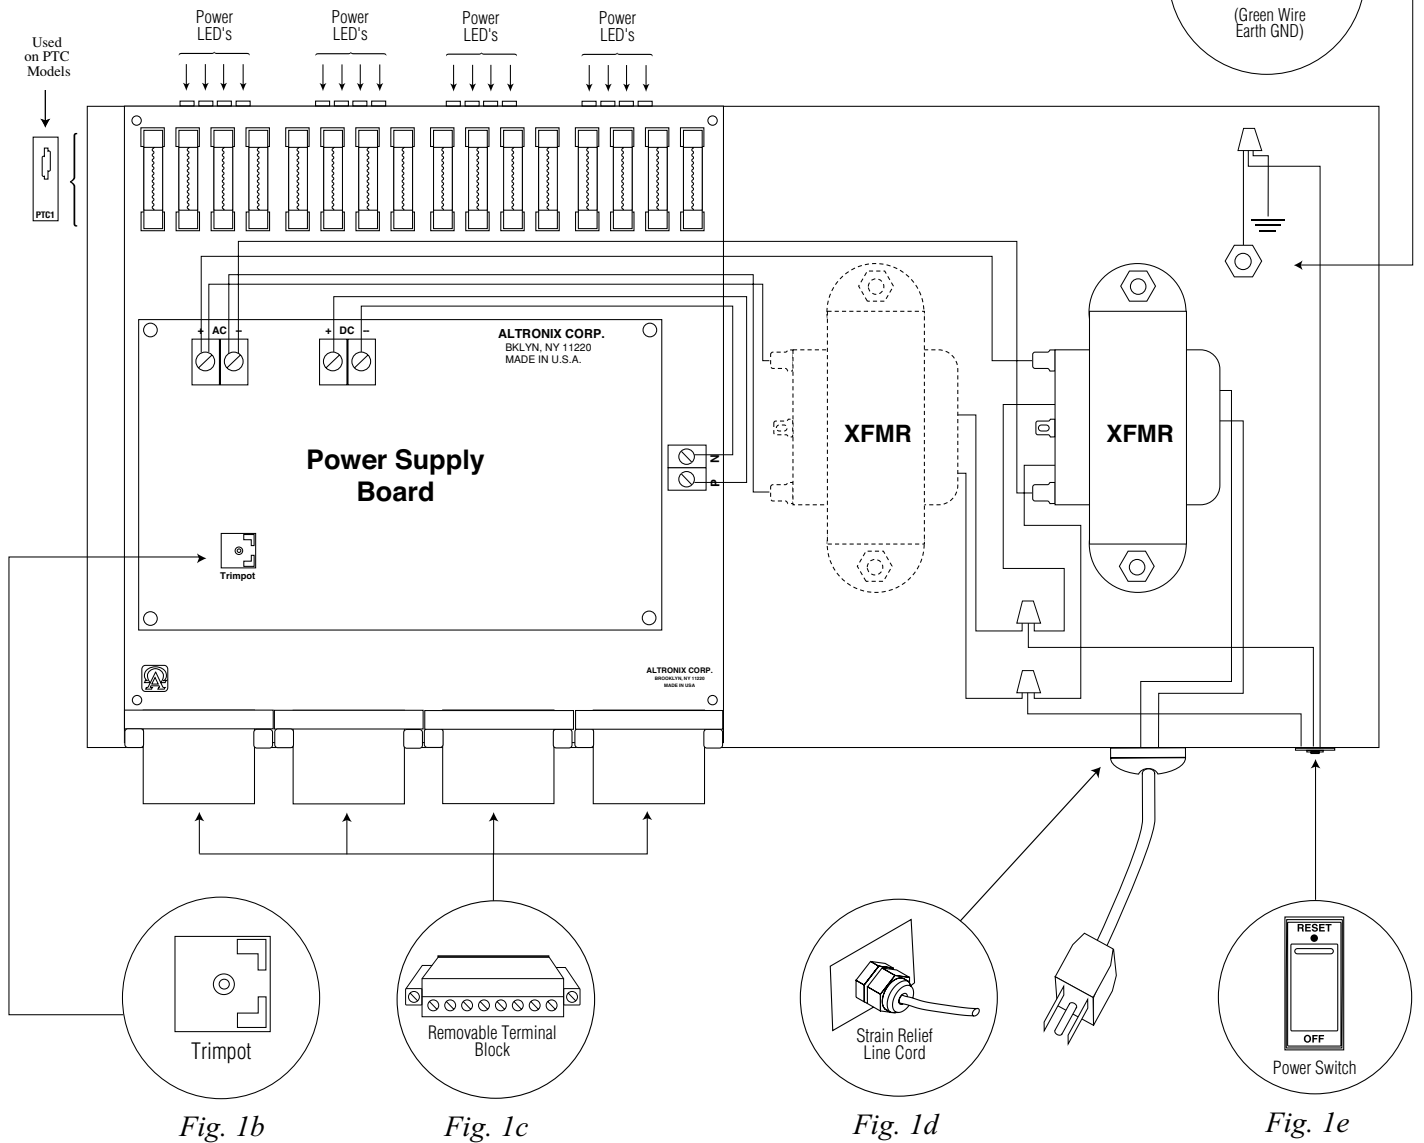 Power
LED's
Power
LED's
Power
LED's
Power
LED's
(Green Wire
Earth GND)
Used
on PTC
Models
PTC1
+ AC –
+ DC –
ALTRONIX CORP.
BKLYN, NY 11220
MADE IN U.S.A.
XFMR
XFMR
Power Supply
Board
N
P
Trimpot
ALTRONIX CORP.
BROOKLYN, NY 11220
MADE IN USA
RESET
OFF
Trimpot
Removable Terminal
Block
Strain Relief
Line Cord
Power Switch
Fig. 1b
Fig. 1c
Fig. 1d
Fig. 1e